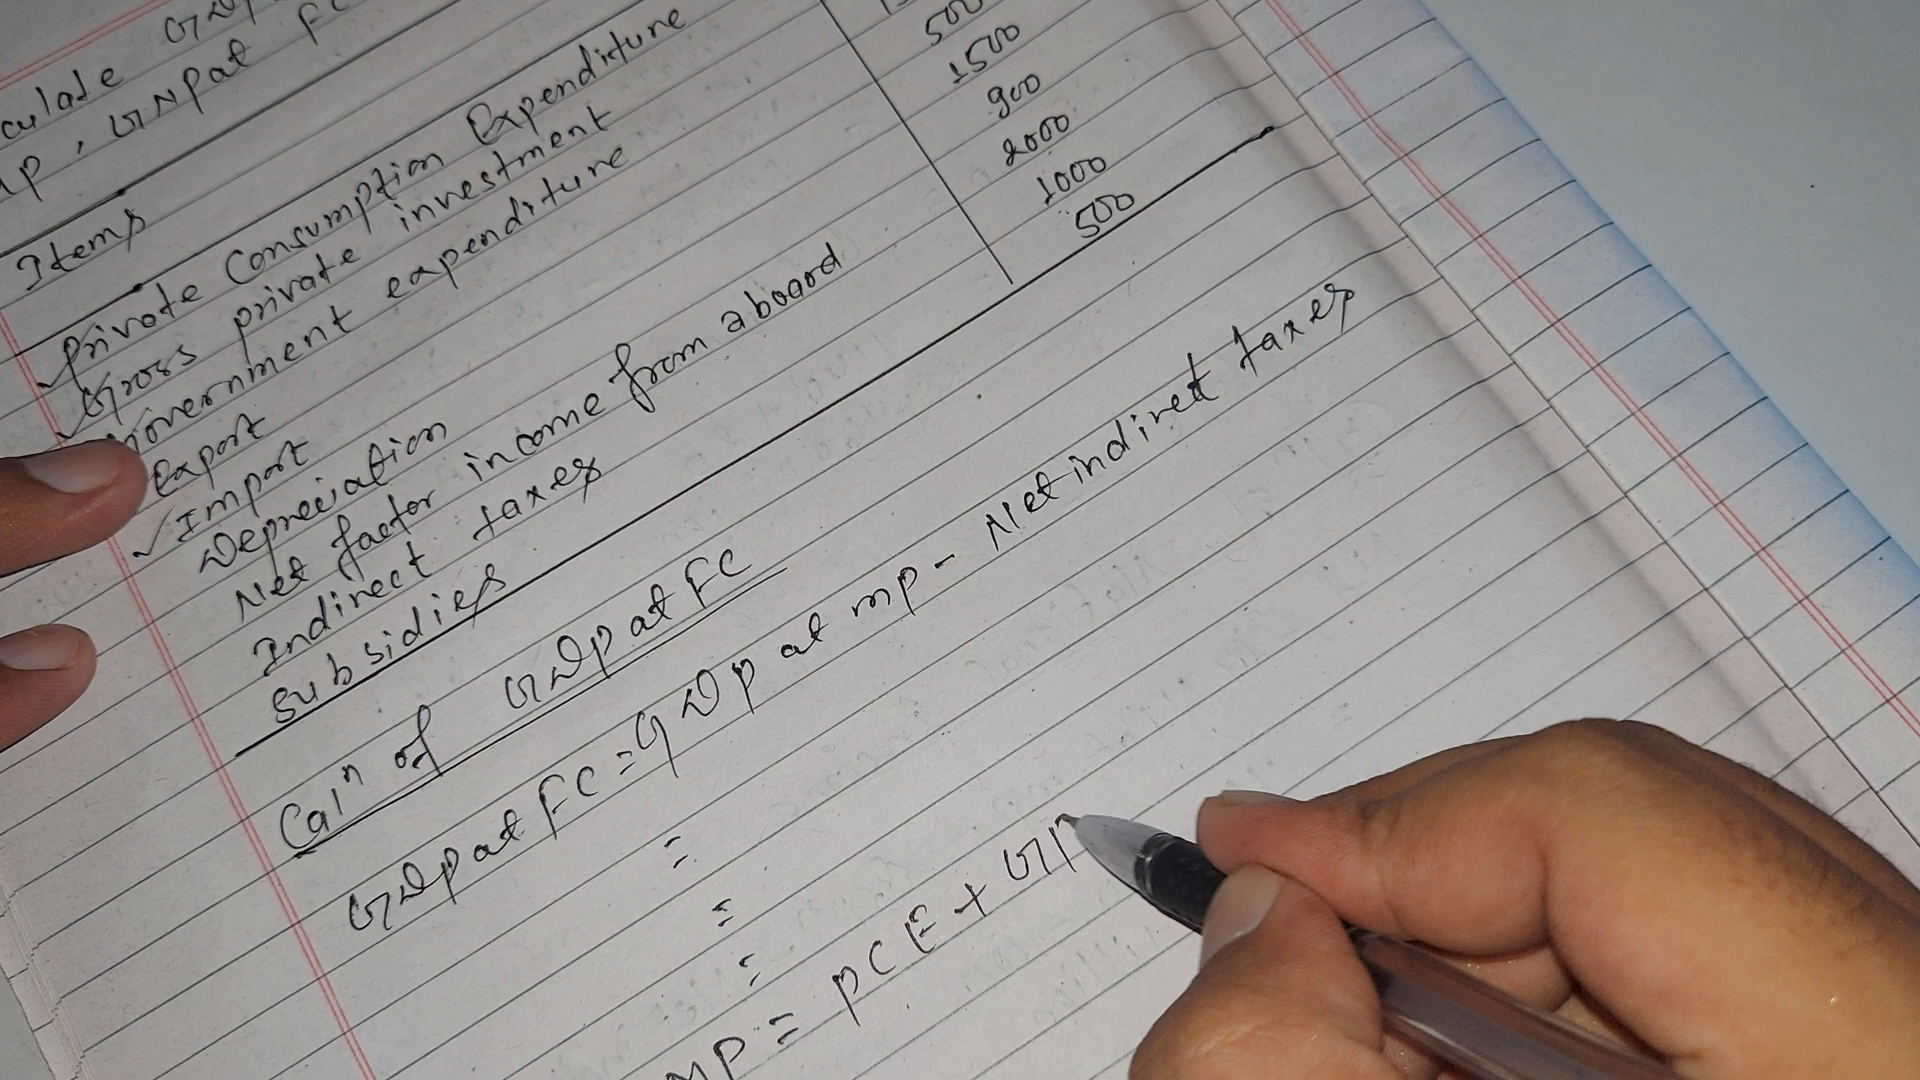 culate
P, GNP at F
Items
Private Consumption Expenditure
Gross private investment 500
Government expenditure 1500
Export 900
Import 2000
Depreciation 1000
Net factor income from aboard 500
Indirect taxes
Subsidies
Calⁿ of GDP at FC
GDP at FC = GDP at mp - Net indirect taxes
=
=
=
MP = PCE + GP